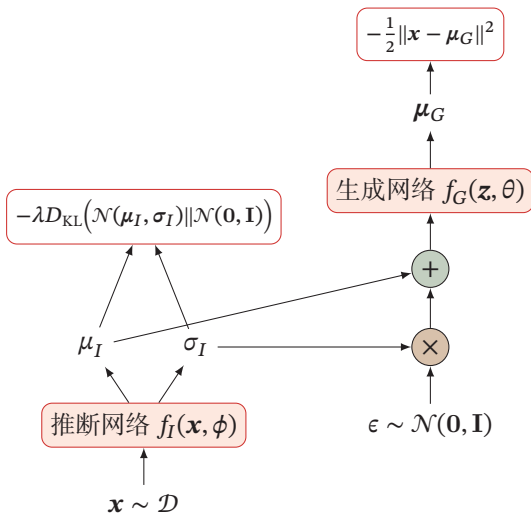 −½||𝒙 − 𝝁_G||²
𝝁_G
生成网络 f_G(𝒛, θ)
−λD_KL(𝒩(𝝁_I, 𝝈_I)||𝒩(𝟎, 𝐈))
+
μ_I
σ_I
×
推断网络 f_I(𝒙, ϕ)
ϵ ∼ 𝒩(𝟎, 𝐈)
𝒙 ∼ 𝒟